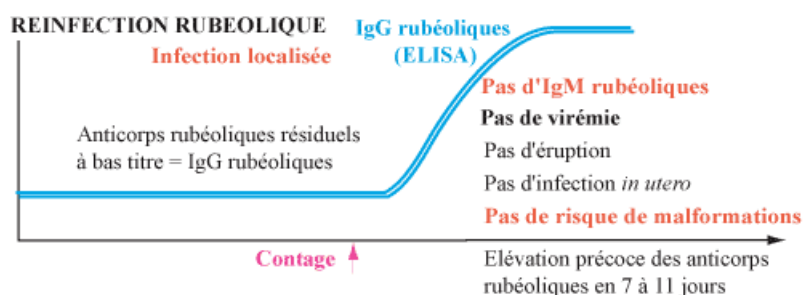 REINFECTION RUBEOLIQUE
Infection localisée
IgG rubéoliques
(ELISA)
Anticorps rubéoliques résiduels
à bas titre = IgG rubéoliques
Pas d'IgM rubéoliques
Pas de virémie
Pas d'éruption
Pas d'infection in utero
Pas de risque de malformations
Contage
Elévation précoce des anticorps
rubéoliques en 7 à 11 jours